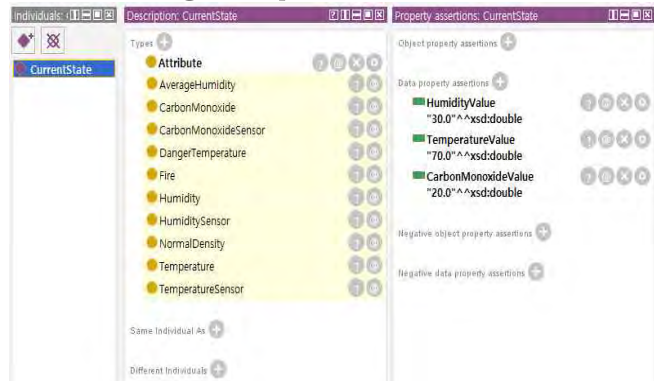 Individuals:
CurrentState
Description: CurrentState
Types
Attribute
AverageHumidity
CarbonMonoxide
CarbonMonoxideSensor
DangerTemperature
Fire
Humidity
HumiditySensor
NormalDensity
Temperature
TemperatureSensor
Same Individual As
Different Individuals
Property assertions: CurrentState
Object property assertions
Data property assertions
HumidityValue
"30.0"^^xsd:double
TemperatureValue
"70.0"^^xsd:double
CarbonMonoxideValue
"20.0"^^xsd:double
Negative object property assertions
Negative data property assertions